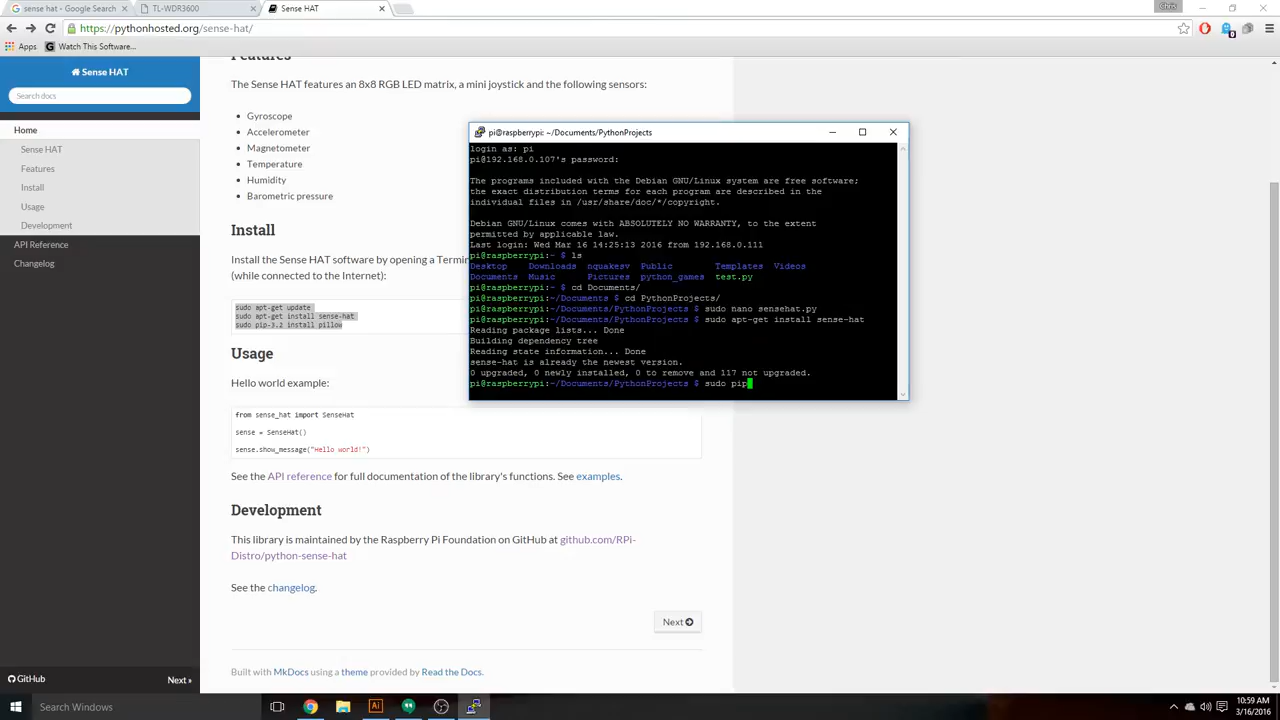 sense hat - Google Search
TL-WDR3600
Sense HAT
Chris
https://pythonhosted.org/sense-hat/
Apps
Watch This Software...
Sense HAT
Search docs
Home
Sense HAT
Features
Install
Usage
Development
API Reference
Changelog
GitHub
Next »
Features
The Sense HAT features an 8x8 RGB LED matrix, a mini joystick and the following sensors:
Gyroscope
Accelerometer
Magnetometer
Temperature
Humidity
Barometric pressure
Install
Install the Sense HAT software by opening a Termin
(while connected to the Internet):
sudo apt-get update
sudo apt-get install sense-hat
sudo pip-3.2 install pillow
Usage
Hello world example:
from sense_hat import SenseHat
sense = SenseHat()
sense.show_message("Hello world!")
See the API reference for full documentation of the library's functions. See examples.
Development
This library is maintained by the Raspberry Pi Foundation on GitHub at github.com/RPi-
Distro/python-sense-hat
See the changelog.
Next
Built with MkDocs using a theme provided by Read the Docs.
pi@raspberrypi: ~/Documents/PythonProjects
login as: pi
pi@192.168.0.107's password:
The programs included with the Debian GNU/Linux system are free software;
the exact distribution terms for each program are described in the
individual files in /usr/share/doc/*/copyright.
Debian GNU/Linux comes with ABSOLUTELY NO WARRANTY, to the extent
permitted by applicable law.
Last login: Wed Mar 16 14:25:13 2016 from 192.168.0.111
pi@raspberrypi:~ $ ls
Desktop Downloads nquakesv Public Templates Videos
Documents Music Pictures python_games test.py
pi@raspberrypi:~ $ cd Documents/
pi@raspberrypi:~/Documents $ cd PythonProjects/
pi@raspberrypi:~/Documents/PythonProjects $ sudo nano sensehat.py
pi@raspberrypi:~/Documents/PythonProjects $ sudo apt-get install sense-hat
Reading package lists... Done
Building dependency tree
Reading state information... Done
sense-hat is already the newest version.
0 upgraded, 0 newly installed, 0 to remove and 117 not upgraded.
pi@raspberrypi:~/Documents/PythonProjects $ sudo pip
Search Windows
10:59 AM
3/16/2016